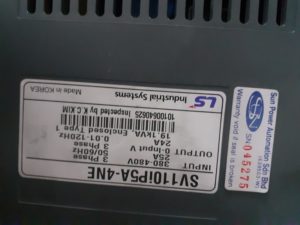 SV110iP5A-4NE
INPUT 380-480V 3 Phase
25A 50/60Hz
OUTPUT 0-Input V 3 Phase
24A 0.01-120Hz
19.1kVA Enclosed Type 1
10100640625 Inspected by K.C.KIM
LS Industrial Systems Made in KOREA
Sun Power Automation Sdn Bhd
S/N: 045275
Warranty void if seal is broken